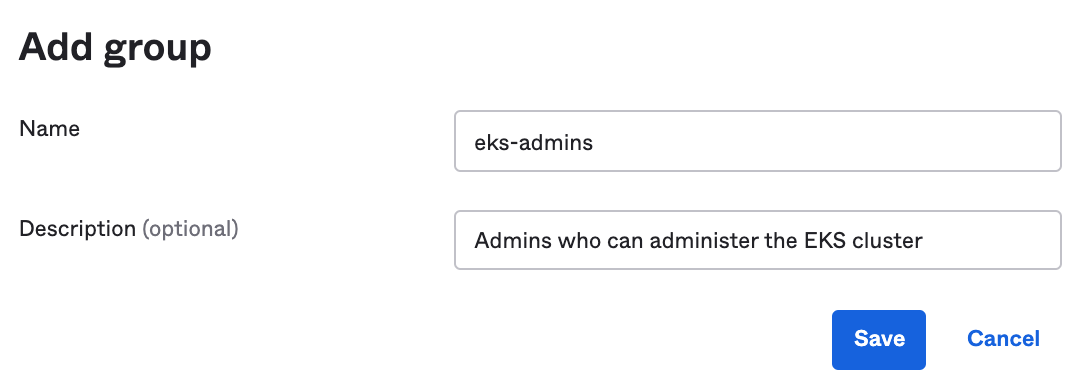 Add group
Name
eks-admins
Description (optional)
Admins who can administer the EKS cluster
Save
Cancel